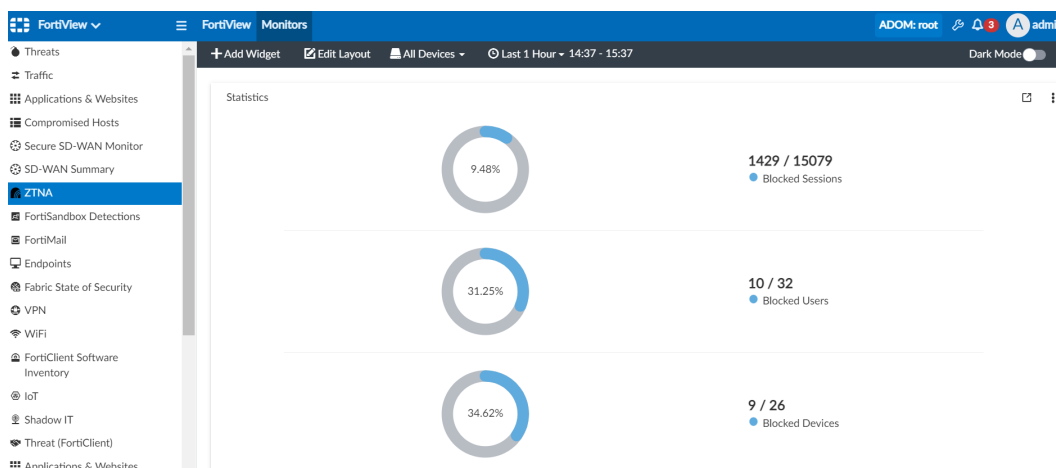 FortiView
FortiView Monitors
ADOM: root
3
A
admi
Threats
Traffic
Applications & Websites
Compromised Hosts
Secure SD-WAN Monitor
SD-WAN Summary
ZTNA
FortiSandbox Detections
FortiMail
Endpoints
Fabric State of Security
VPN
WiFi
FortiClient Software
Inventory
IoT
Shadow IT
Threat (FortiClient)
Applications & Websites
Add Widget Edit Layout All Devices Last 1 Hour 14:37 - 15:37
Dark Mode
Statistics
9.48%
1429 / 15079
Blocked Sessions
31.25%
10 / 32
Blocked Users
34.62%
9 / 26
Blocked Devices